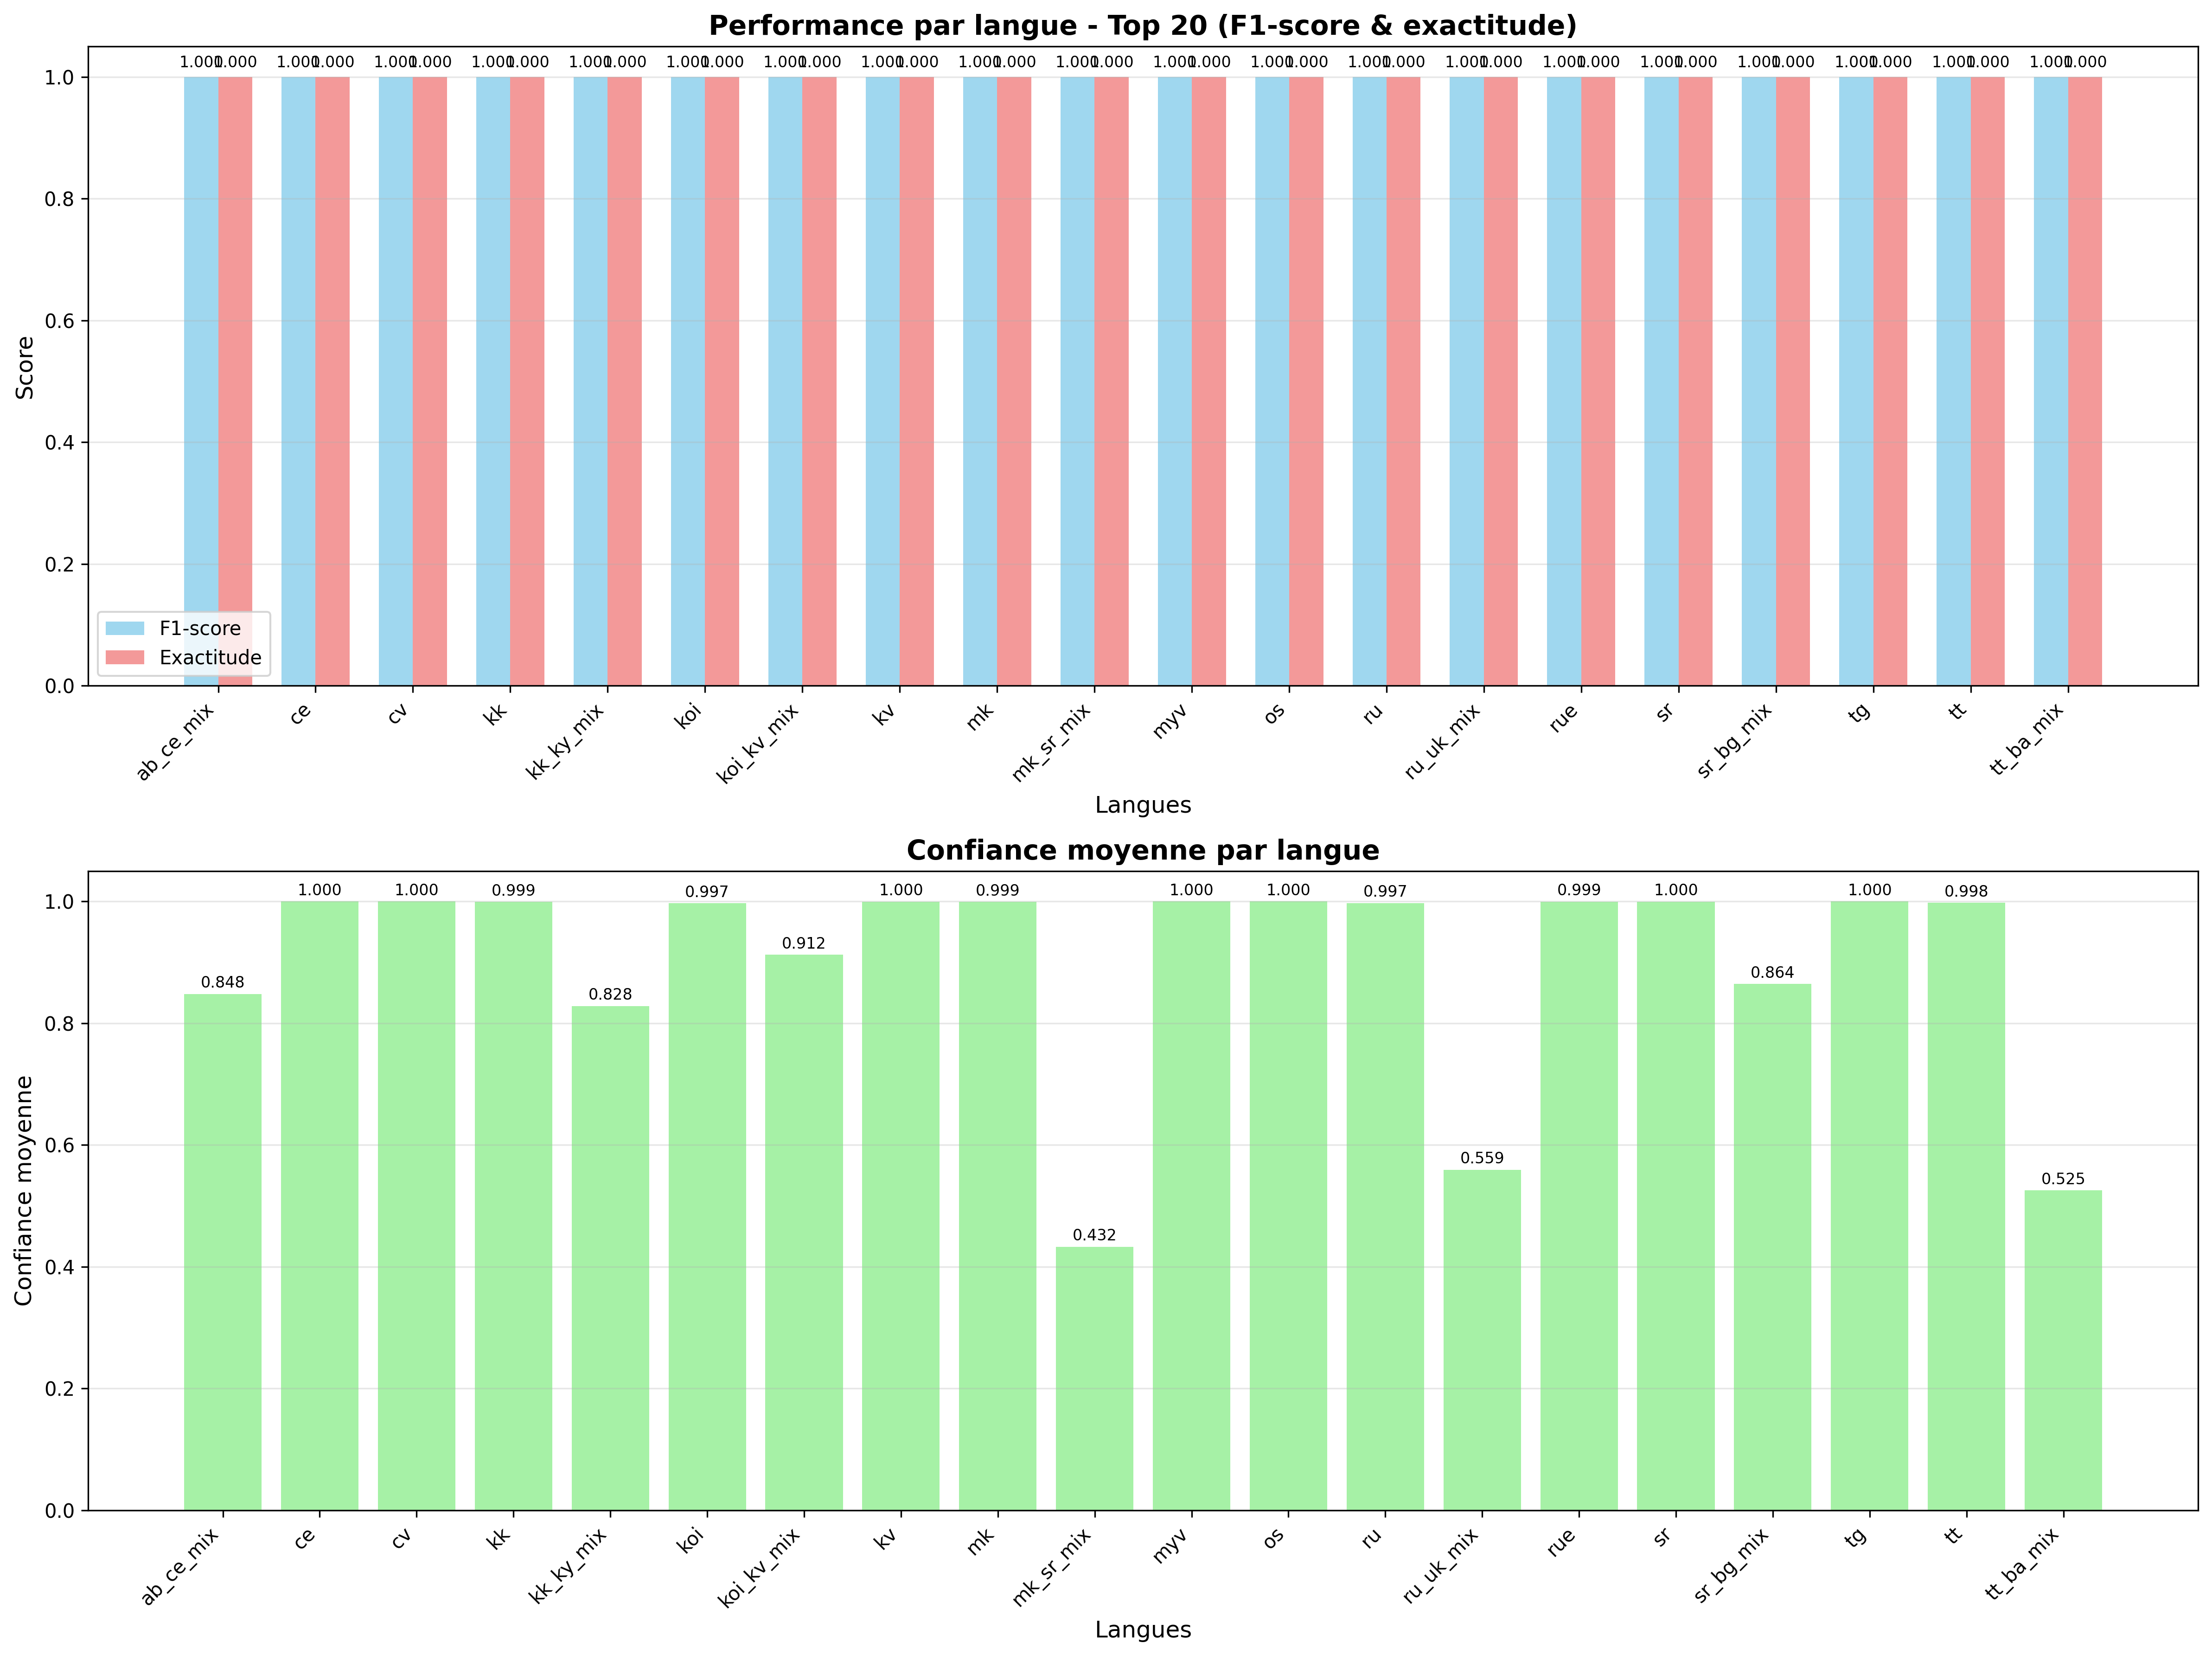 Performance par langue - Top 20 (F1-score & exactitude)
1.000 1.000 1.000 1.000 1.000 1.000 1.000 1.000 1.000 1.000 1.000 1.000 1.000 1.000 1.000 1.000 1.000 1.000 1.000 1.000 1.000 1.000 1.000 1.000 1.000 1.000 1.000 1.000 1.000 1.000 1.000 1.000 1.000 1.000 1.000 1.000 1.000 1.000 1.000 1.000
1.0
0.8
0.6
0.4
0.2
0.0
Score
F1-score
Exactitude
ab_ce_mix ce cv kk kk_ky_mix koi koi_kv_mix kv mk mk_sr_mix myv os ru ru_uk_mix rue sr sr_bg_mix tg tt tt_ba_mix
Langues
Confiance moyenne par langue
0.848 1.000 1.000 0.999 0.828 0.997 0.912 1.000 0.999 0.432 1.000 1.000 0.997 0.559 0.999 1.000 0.864 1.000 0.998 0.525
1.0
0.8
0.6
0.4
0.2
0.0
Confiance moyenne
ab_ce_mix ce cv kk kk_ky_mix koi koi_kv_mix kv mk mk_sr_mix myv os ru ru_uk_mix rue sr sr_bg_mix tg tt tt_ba_mix
Langues